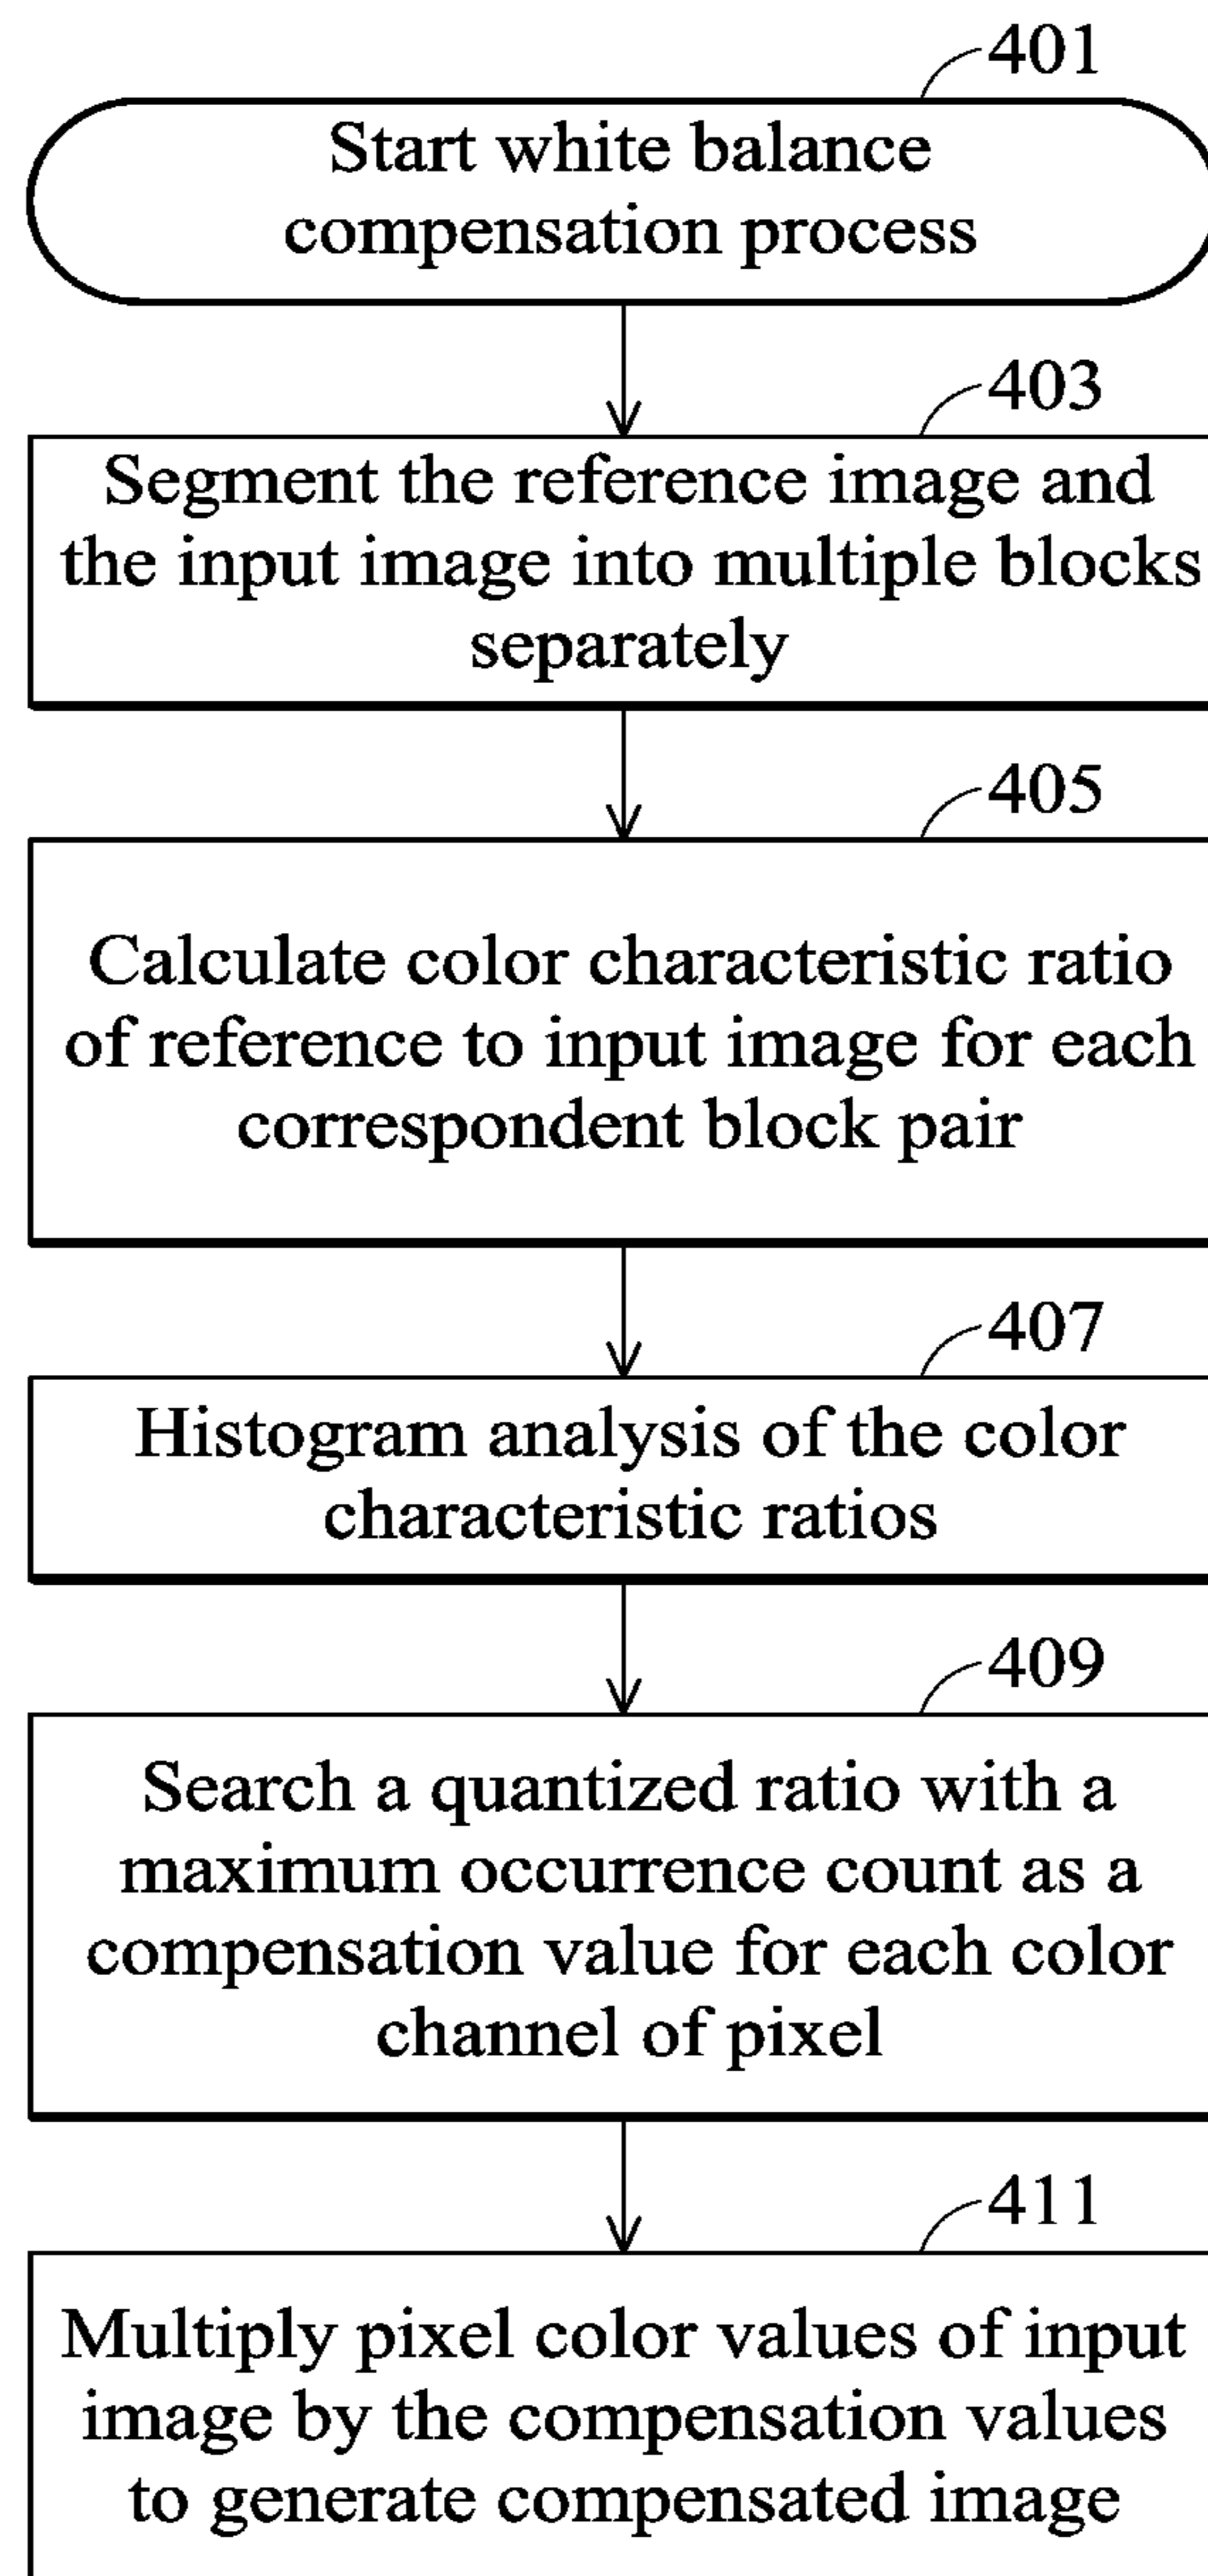 401
Start white balance
compensation process
403
Segment the reference image and
the input image into multiple blocks
separately
405
Calculate color characteristic ratio
of reference to input image for each
correspondent block pair
407
Histogram analysis of the color
characteristic ratios
409
Search a quantized ratio with a
maximum occurrence count as a
compensation value for each color
channel of pixel
411
Multiply pixel color values of input
image by the compensation values
to generate compensated image